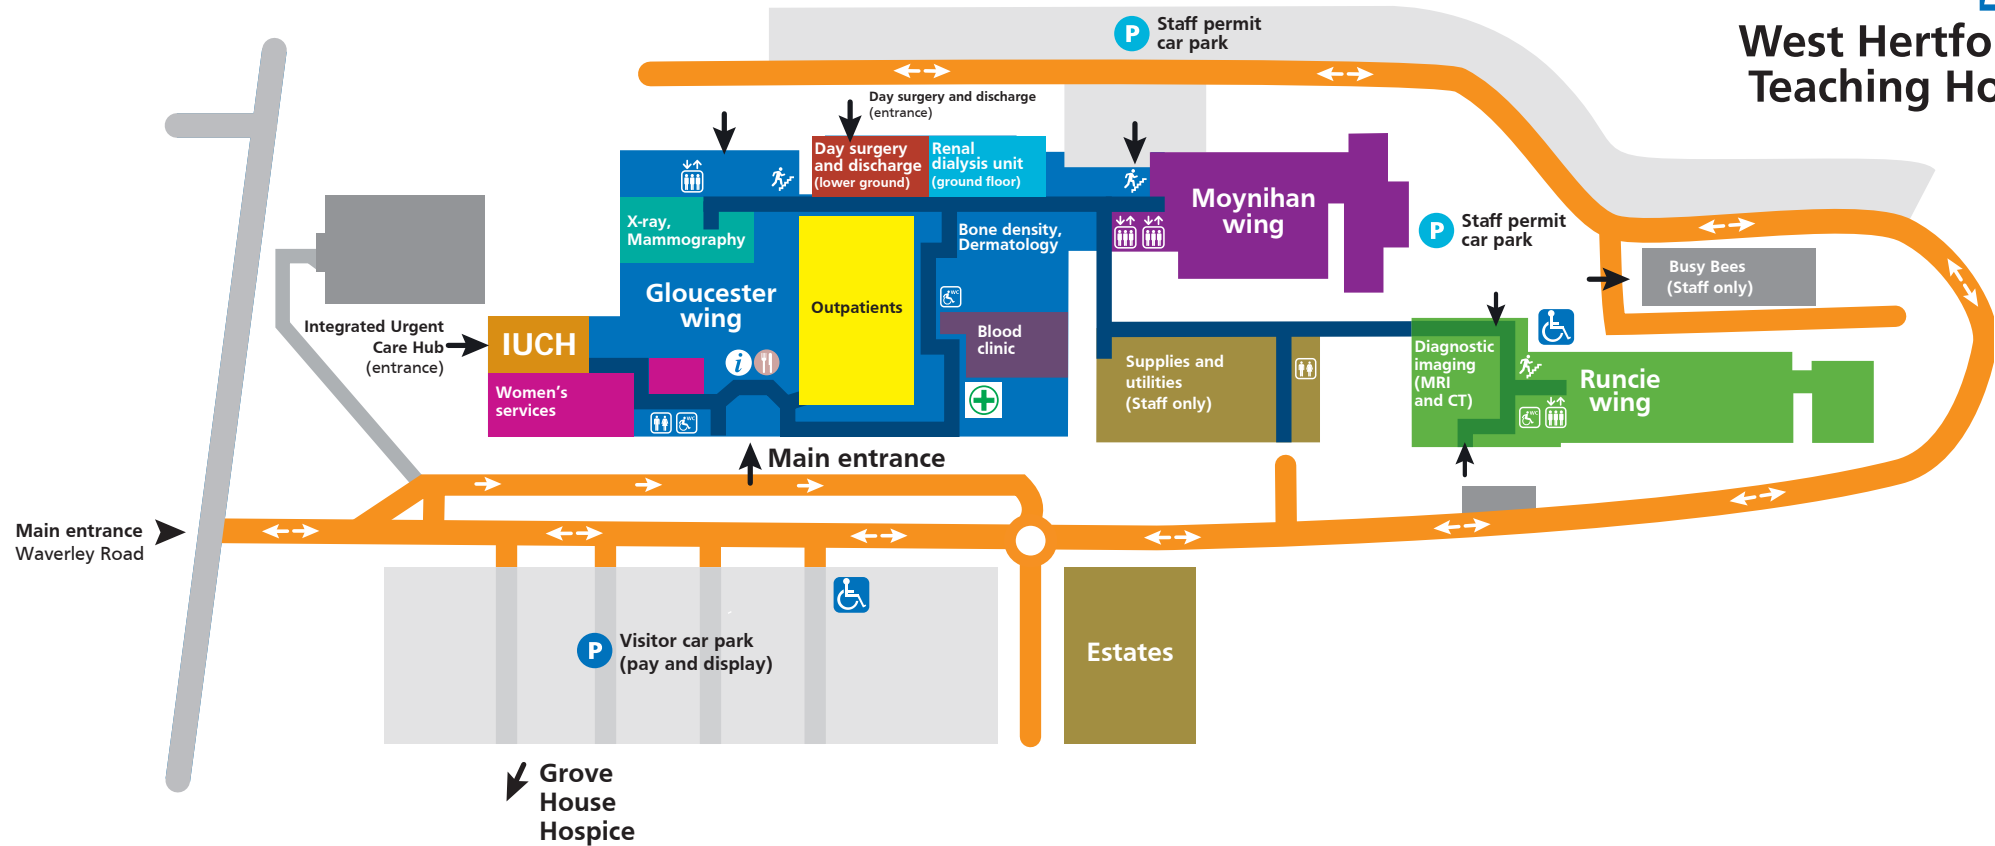 West Hertfo
Teaching Ho
P
Staff permit
car park
Day surgery and discharge
(entrance)
Day surgery
and discharge
(lower ground)
Renal
dialysis unit
(ground floor)
X-ray,
Mammography
Bone density,
Dermatology
Moynihan
wing
P
Staff permit
car park
Busy Bees
(Staff only)
Gloucester
wing
Outpatients
WC
Blood
clinic
Integrated Urgent
Care Hub
(entrance)
IUCH
Women's
services
i
WC
Supplies and
utilities
(Staff only)
Diagnostic
imaging
(MRI
and CT)
Runcie
wing
WC
Main entrance
Main entrance
Waverley Road
P
Visitor car park
(pay and display)
Estates
Grove
House
Hospice